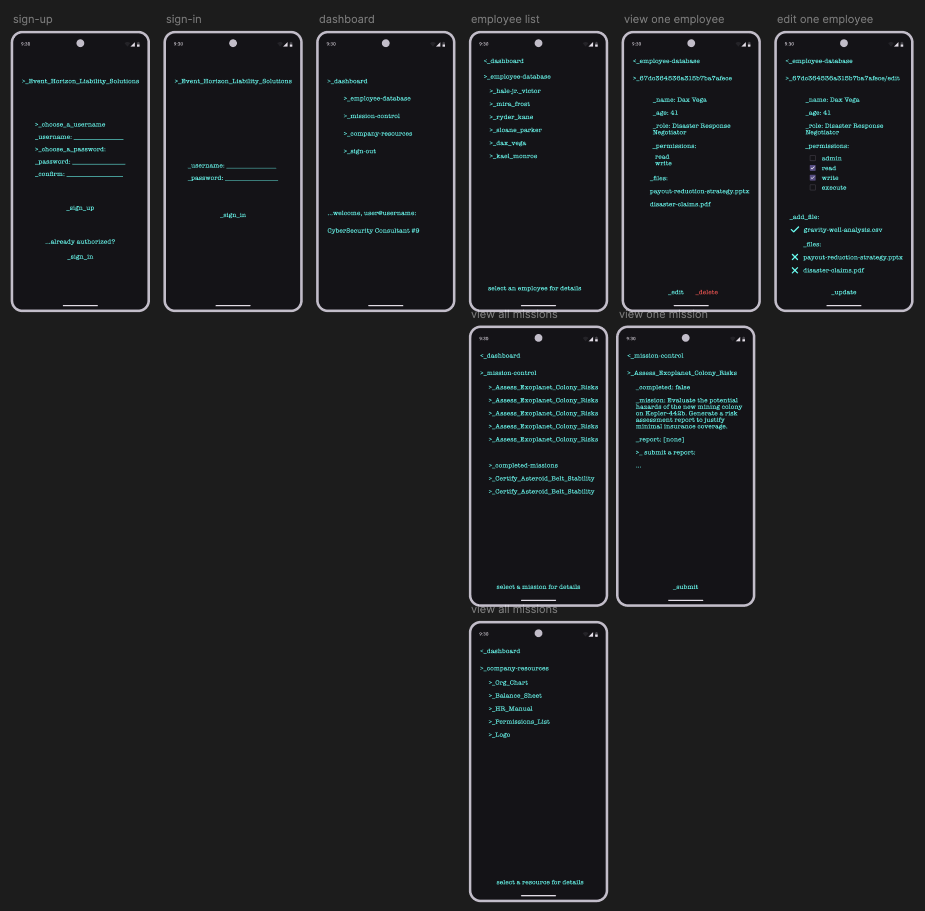 sign-up
9:30
>_Event_Horizon_Liability_Solutions
>_choose_a_username
_username: ________________
>_choose_a_password:
_password: ________________
_confirm: ________________
_sign_up
...already authorized?
_sign_in
sign-in
9:30
>_Event_Horizon_Liability_Solutions
_username: ________________
_password: ________________
_sign_in
dashboard
9:30
>_dashboard
>_employee-database
>_mission-control
>_company-resources
>_sign-out
...welcome, user@username:
CyberSecurity Consultant #9
employee list
9:30
<_dashboard
>_employee-database
>_hale-jr._victor
>_mira_frost
>_ryder_kane
>_sloane_parker
>_dax_vega
>_kael_monroe
select an employee for details
view one employee
9:30
<_employee-database
>_67dc364536a315b7ba7afece
_name: Dax Vega
_age: 41
_role: Disaster Response
Negotiator
_permissions:
read
write
_files:
payout-reduction-strategy.pptx
disaster-claims.pdf
_edit
_delete
edit one employee
9:30
<_employee-database
>_67dc364536a315b7ba7afece/edit
_name: Dax Vega
_age: 41
_role: Disaster Response
Negotiator
_permissions:
admin
read
write
execute
_add_file:
gravity-well-analysis.csv
_files:
payout-reduction-strategy.pptx
disaster-claims.pdf
_update
view all missions
9:30
<_dashboard
>_mission-control
>_Assess_Exoplanet_Colony_Risks
>_Assess_Exoplanet_Colony_Risks
>_Assess_Exoplanet_Colony_Risks
>_Assess_Exoplanet_Colony_Risks
>_Assess_Exoplanet_Colony_Risks
>_completed-missions
>_Certify_Asteroid_Belt_Stability
>_Certify_Asteroid_Belt_Stability
select a mission for details
view one mission
9:30
<_mission-control
>_Assess_Exoplanet_Colony_Risks
_completed: false
_mission: Evaluate the potential
hazards of the new mining colony
on Kepler-442b. Generate a risk
assessment report to justify
minimal insurance coverage.
_report: [none]
>_ submit a report:
...
_submit
view all missions
9:30
<_dashboard
>_company-resources
>_Org_Chart
>_Balance_Sheet
>_HR_Manual
>_Permissions_List
>_Logo
select a resource for details